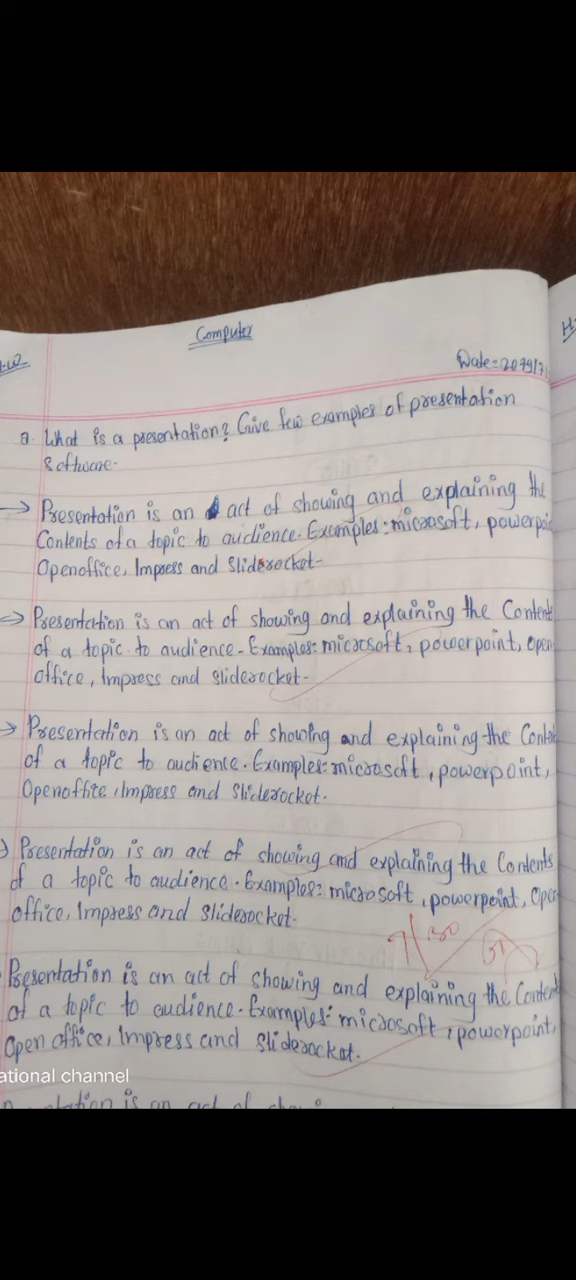 Computer
H.W
Date:-2079/7/
Q. What is a presentation? Give few examples of presentation
Software.
→ Presentation is an act of showing and explaining the
Contents of a topic to audience. Examples: microsoft, powerpoi
Openoffice, Impress and Sliderocket.
→ Presentation is an act of showing and explaining the Content
of a topic to audience. Examples: microsoft, powerpoint, open
office, Impress and sliderocket.
→ Presentation is an act of showing and explaining the Conte
of a topic to audience. Examples: microsoft, powerpoint,
Openoffice, Impress and Sliderocket.
Presentation is an act of showing and explaining the Contents
of a topic to audience. Examples: microsoft, powerpoint, Open
office, Impress and Sliderocket.
Presentation is an act of showing and explaining the Content
of a topic to audience. Examples: microsoft, powerpoint,
Open office, Impress and Sliderocket.
ational channel